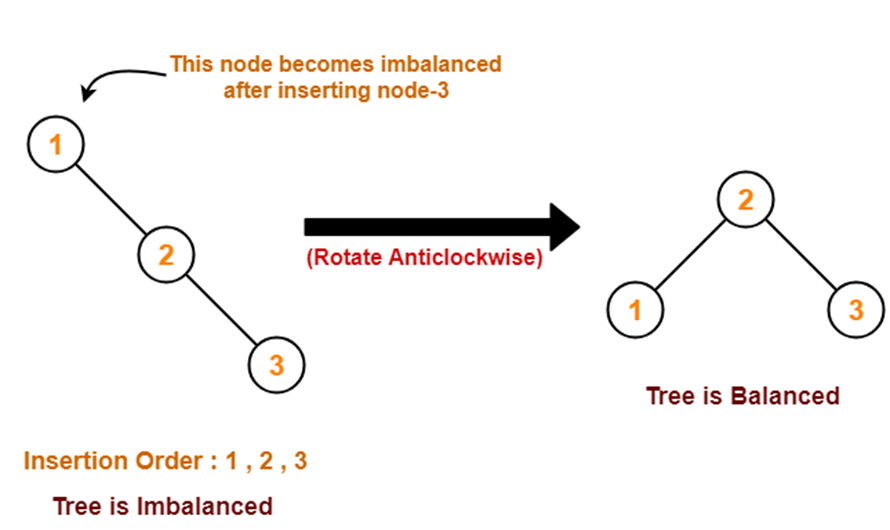 This node becomes imbalanced
after inserting node-3
1
2
3
(Rotate Anticlockwise)
2
1
3
Tree is Balanced
Insertion Order : 1 , 2 , 3
Tree is Imbalanced